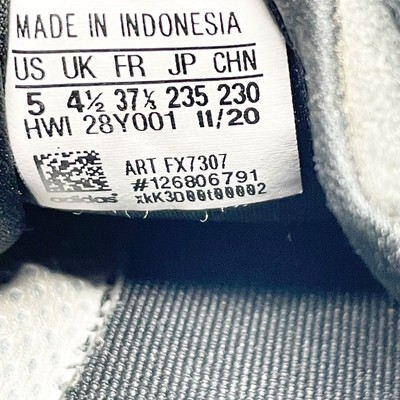 MADE IN INDONESIA
US UK FR JP CHN
5 4½ 37⅓ 235 230
HWI 28Y001 11/20
ART FX7307
#126806791
adidas xkK3D00t00002